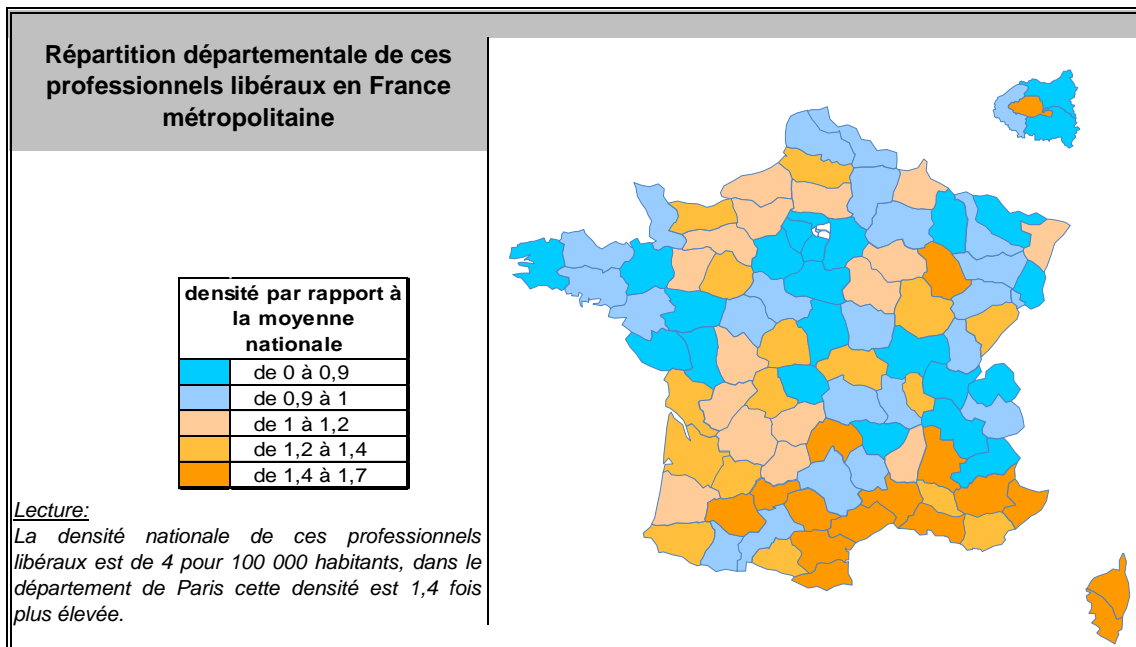 Répartition départementale de ces
professionnels libéraux en France
métropolitaine
densité par rapport à
la moyenne
nationale
de 0 à 0,9
de 0,9 à 1
de 1 à 1,2
de 1,2 à 1,4
de 1,4 à 1,7
Lecture:
La densité nationale de ces professionnels
libéraux est de 4 pour 100 000 habitants, dans le
département de Paris cette densité est 1,4 fois
plus élevée.